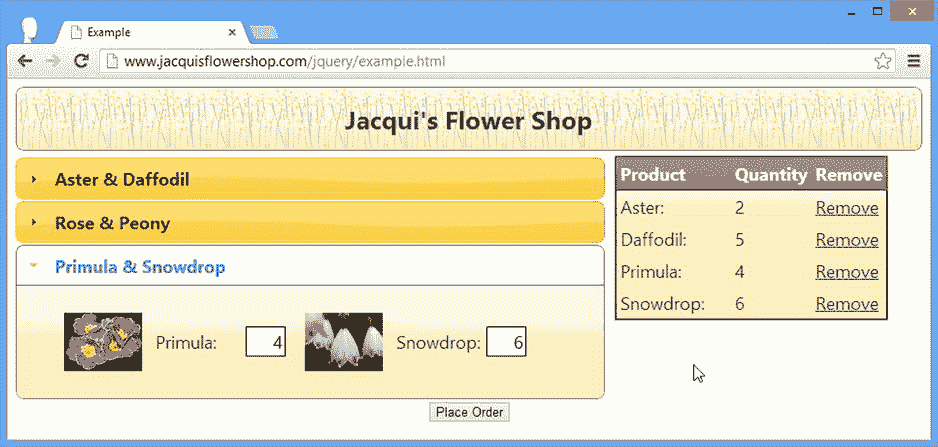 Example
www.jacquisflowershop.com/jquery/example.html
Jacqui's Flower Shop
Aster & Daffodil
Rose & Peony
Primula & Snowdrop
Primula: 4 Snowdrop: 6
Place Order
Product Quantity Remove
Aster: 2 Remove
Daffodil: 5 Remove
Primula: 4 Remove
Snowdrop: 6 Remove